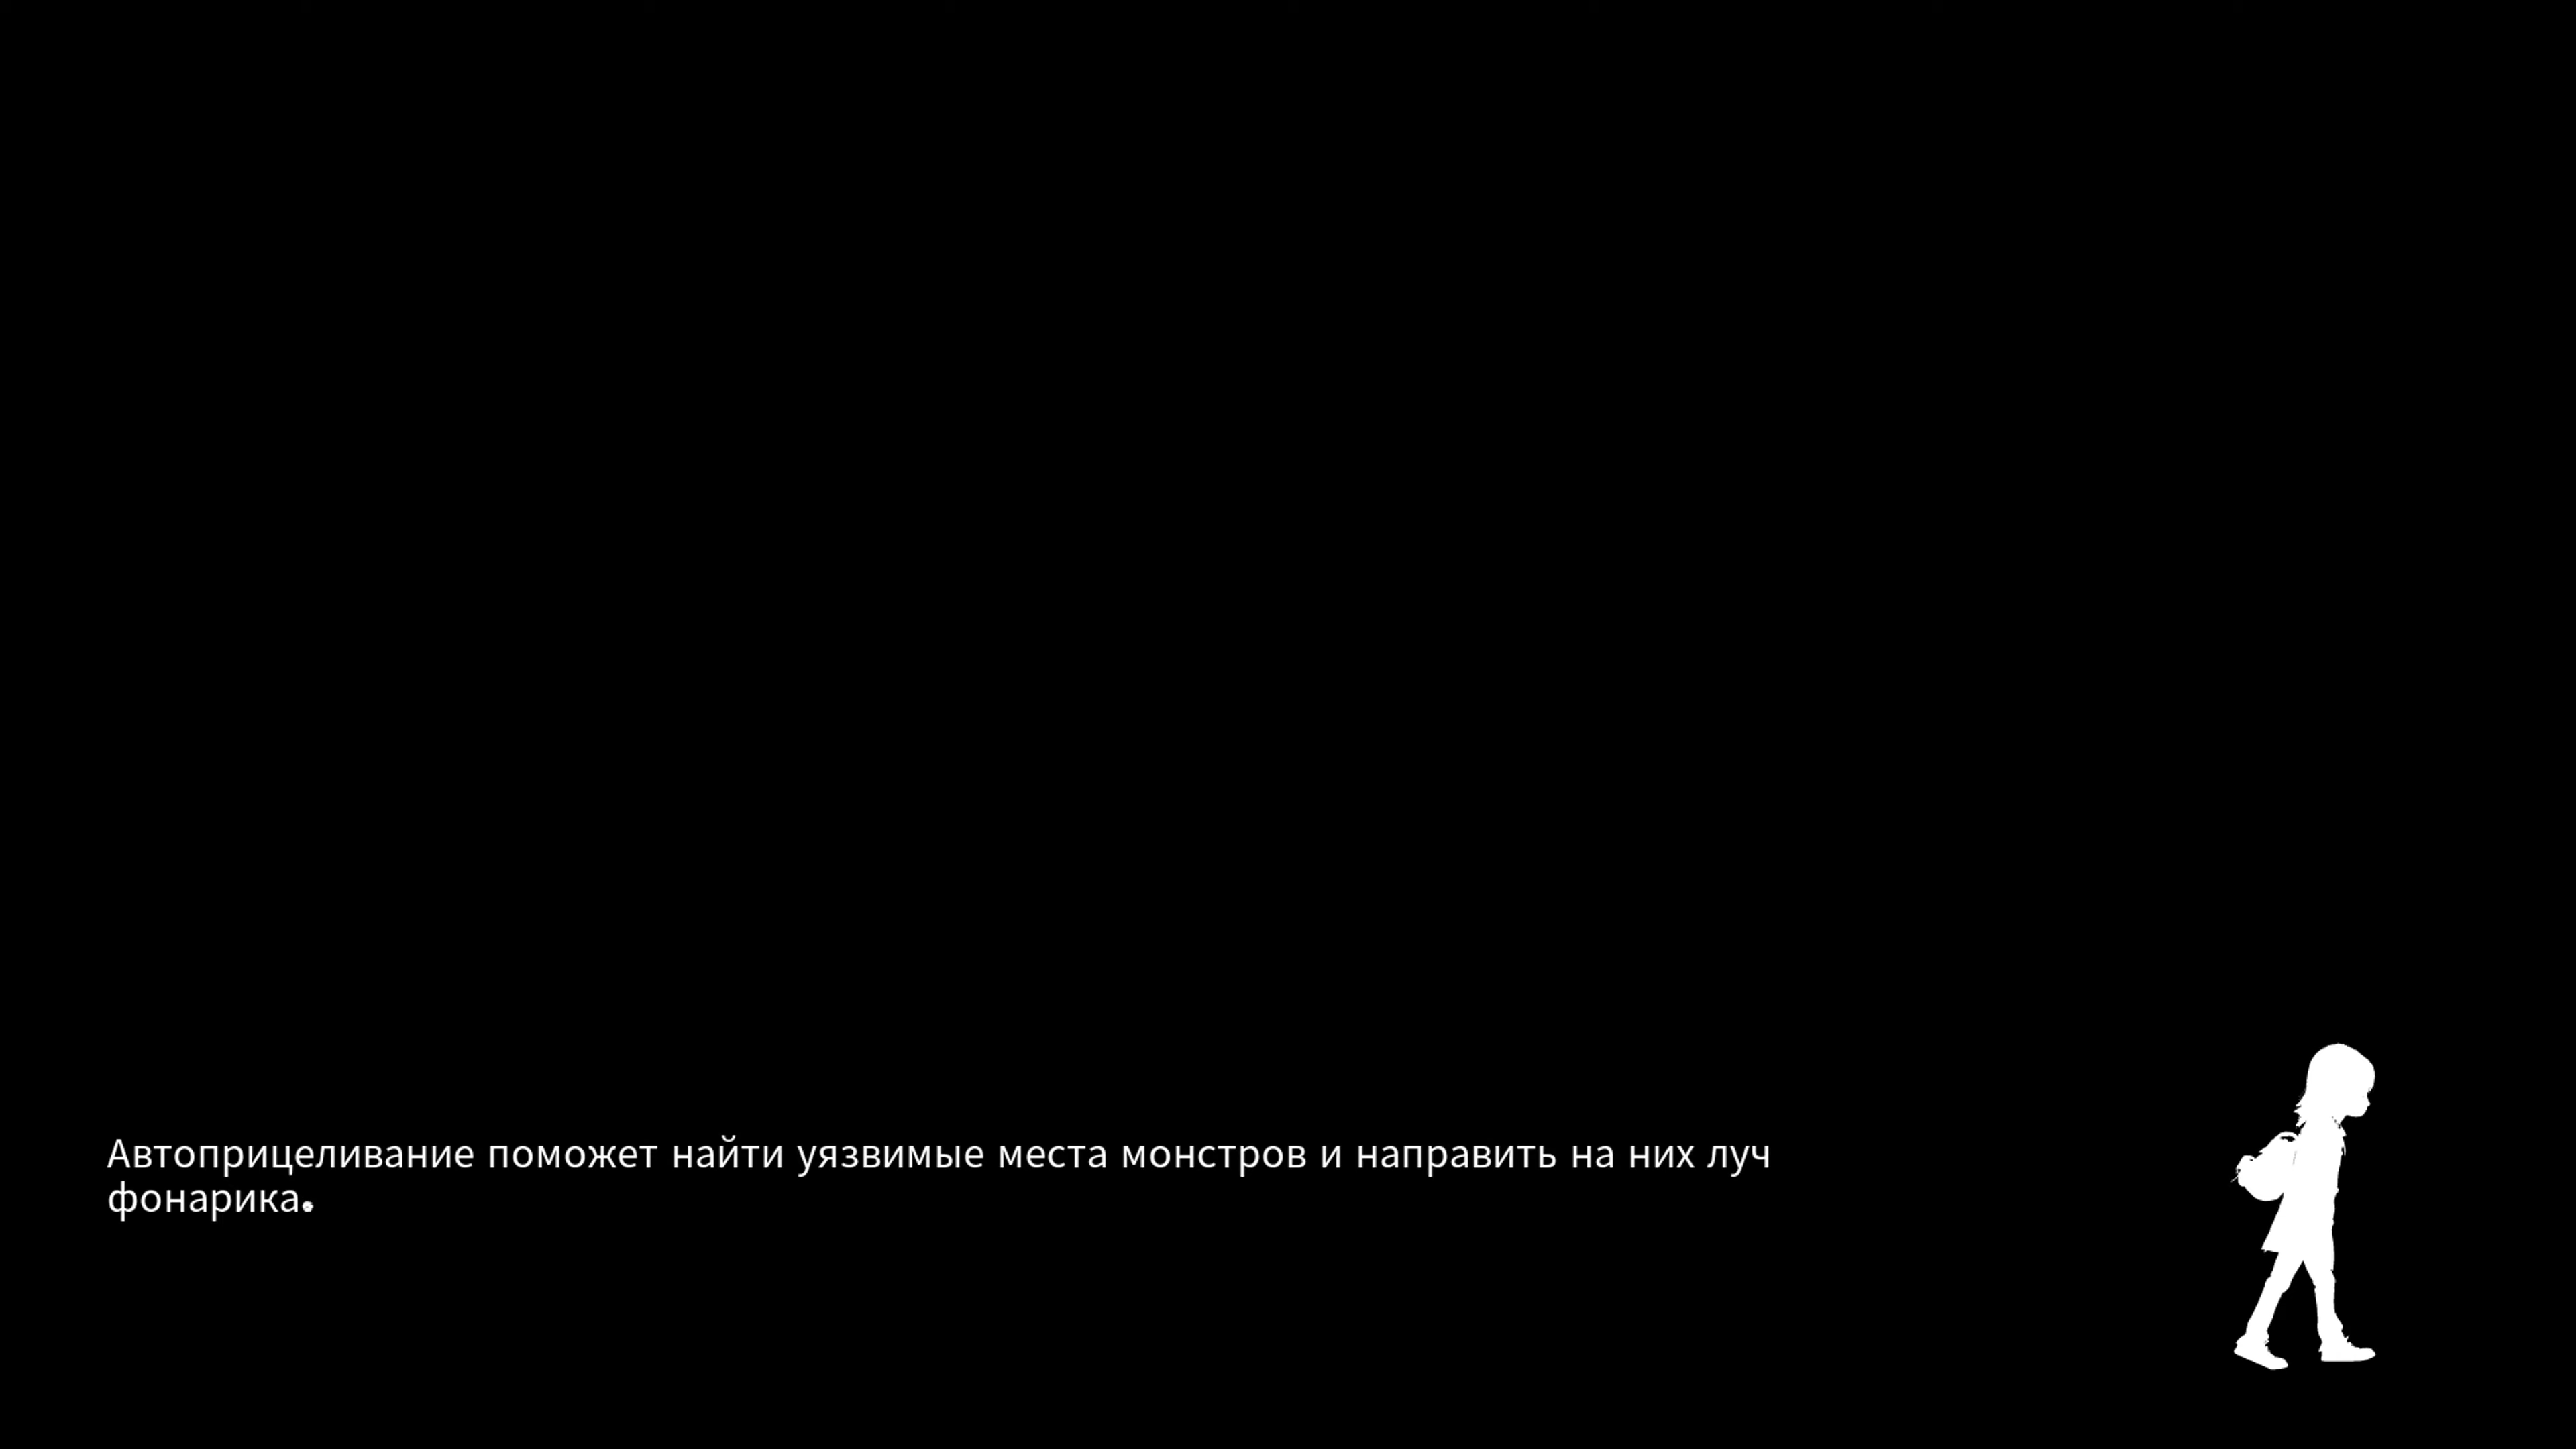 Автоприцеливание поможет найти уязвимые места монстров и направить на них луч
фонарика.